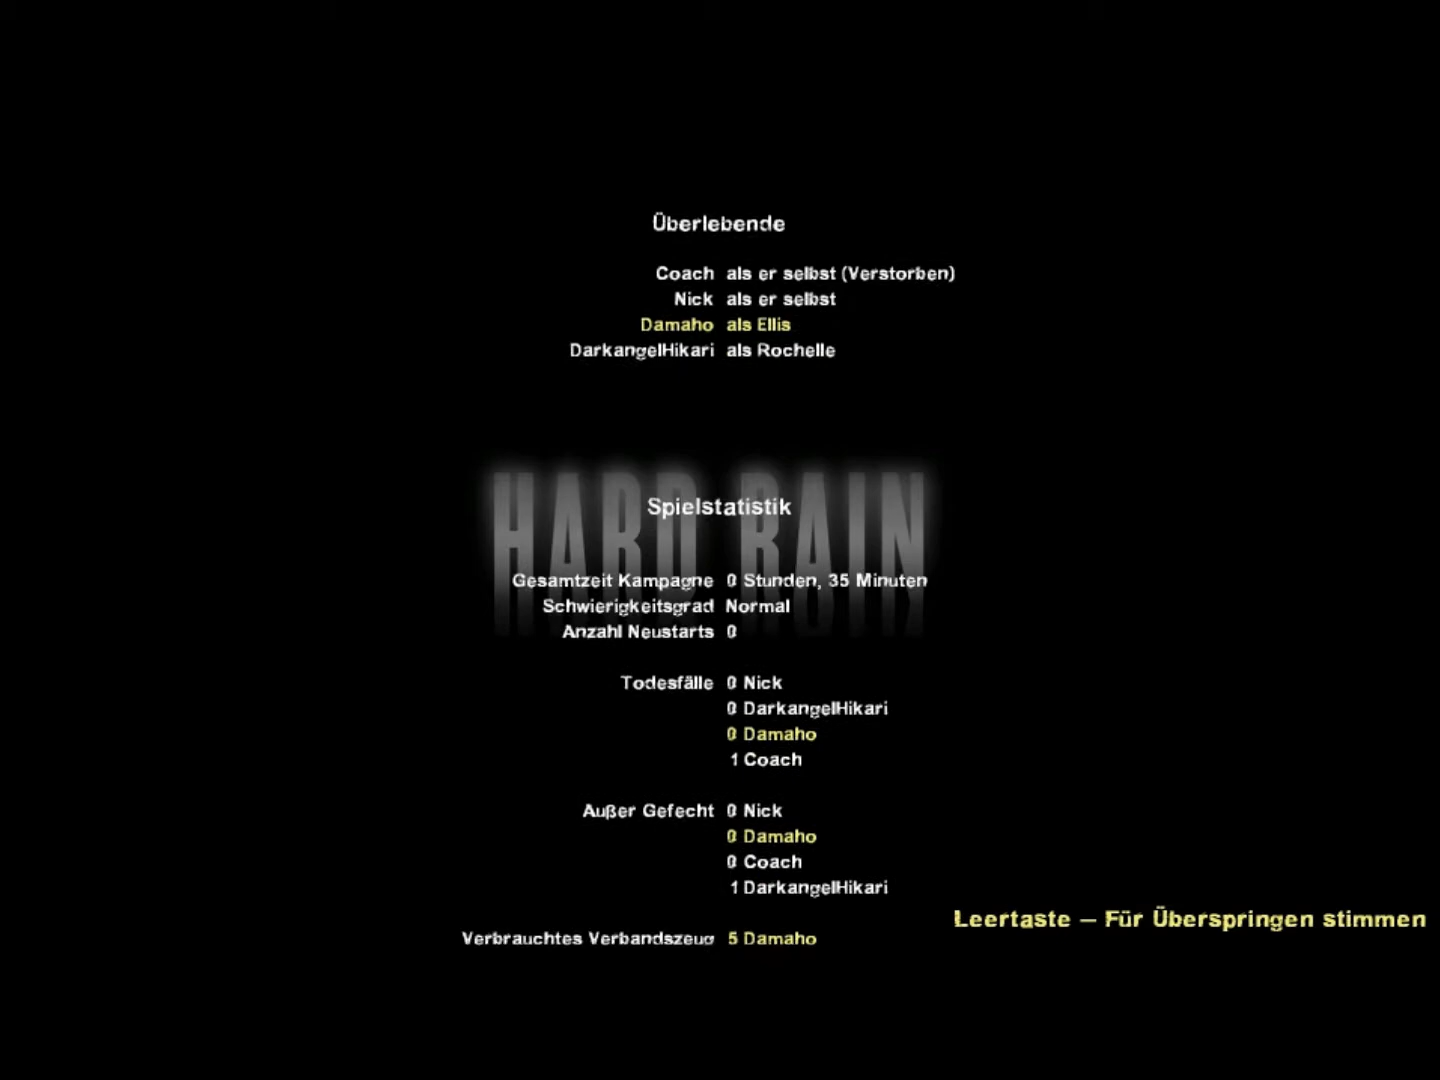 Überlebende
Coach als er selbst (Verstorben)
Nick als er selbst
Damaho als Ellis
DarkangelHikari als Rochelle
HARD RAIN
Spielstatistik
Gesamtzeit Kampagne 0 Stunden, 35 Minuten
Schwierigkeitsgrad Normal
Anzahl Neustarts 0
Todesfälle 0 Nick
0 DarkangelHikari
0 Damaho
1 Coach
Außer Gefecht 0 Nick
0 Damaho
0 Coach
1 DarkangelHikari
Leertaste – Für Überspringen stimmen
Verbrauchtes Verbandszeug 5 Damaho